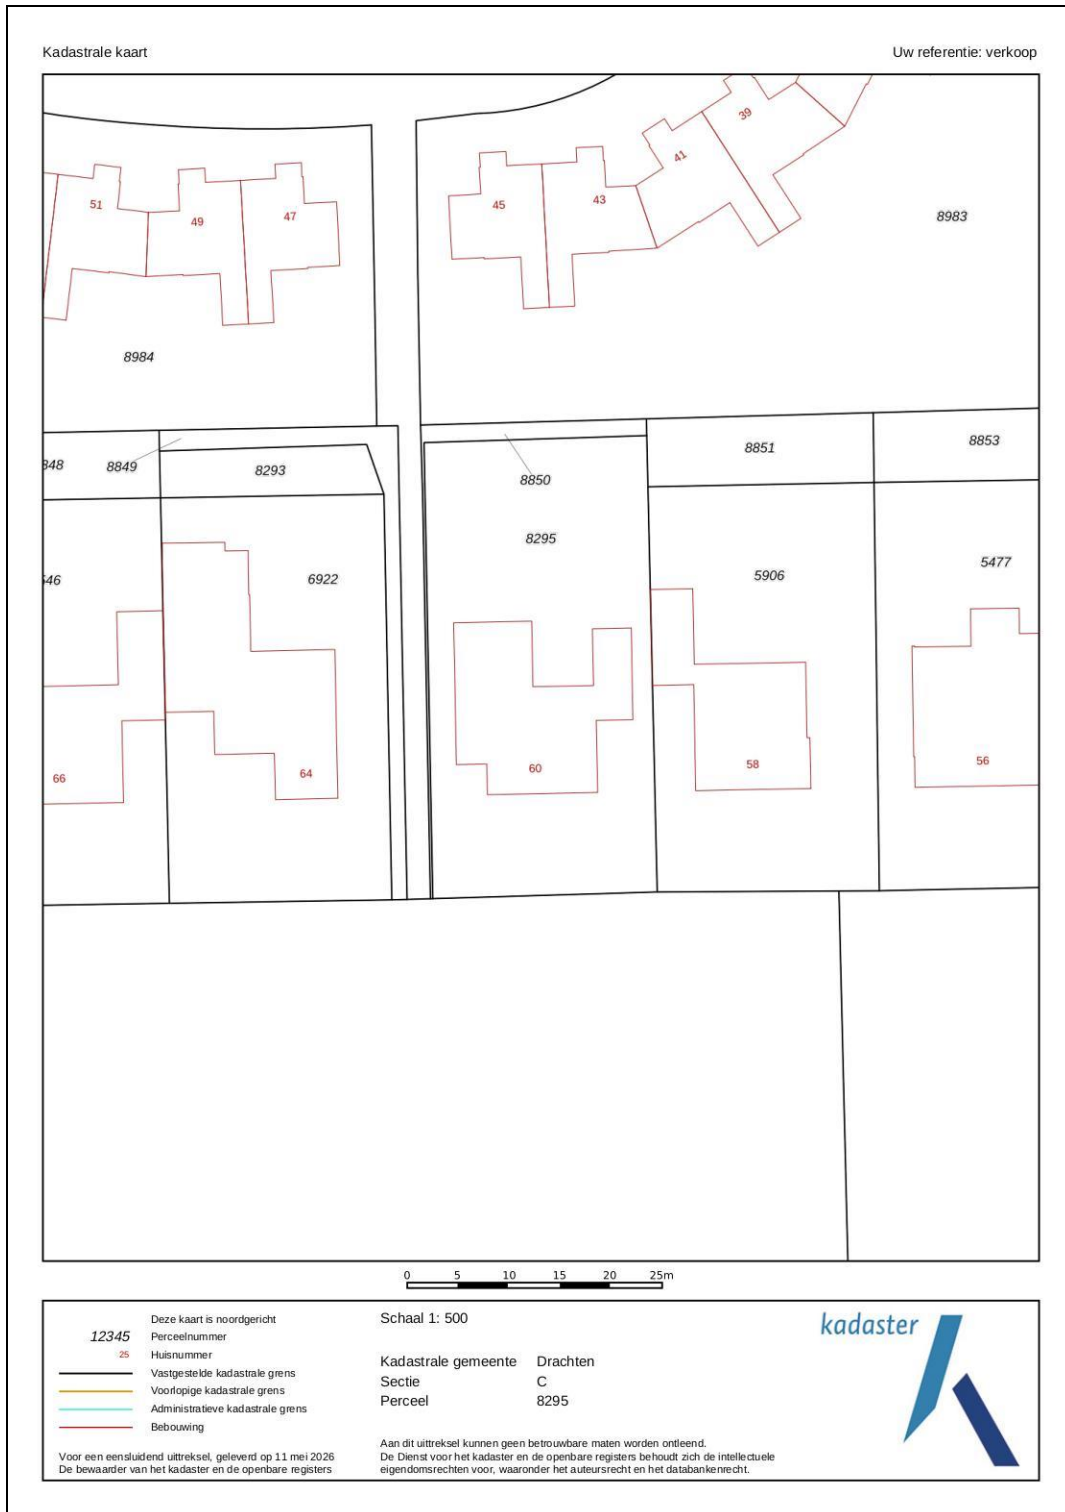 Kadastrale kaart
Uw referentie: verkoop
39
41
51
45
43
49
47
8983
8984
8853
8851
848
8849
8293
8850
8295
5477
5906
6922
66
64
60
58
56
0 5 10 15 20 25m
Deze kaart is noordgericht
12345 Perceelnummer
25 Huisnummer
Vastgestelde kadastrale grens
Voorlopige kadastrale grens
Administratieve kadastrale grens
Bebouwing
Voor een eensluidend uittreksel, geleverd op 11 mei 2026
De bewaarder van het kadaster en de openbare registers
Schaal 1: 500
Kadastrale gemeente Drachten
Sectie C
Perceel 8295
Aan dit uittreksel kunnen geen betrouwbare maten worden ontleend.
De Dienst voor het kadaster en de openbare registers behoudt zich de intellectuele
eigendomsrechten voor, waaronder het auteursrecht en het databankenrecht.
kadaster